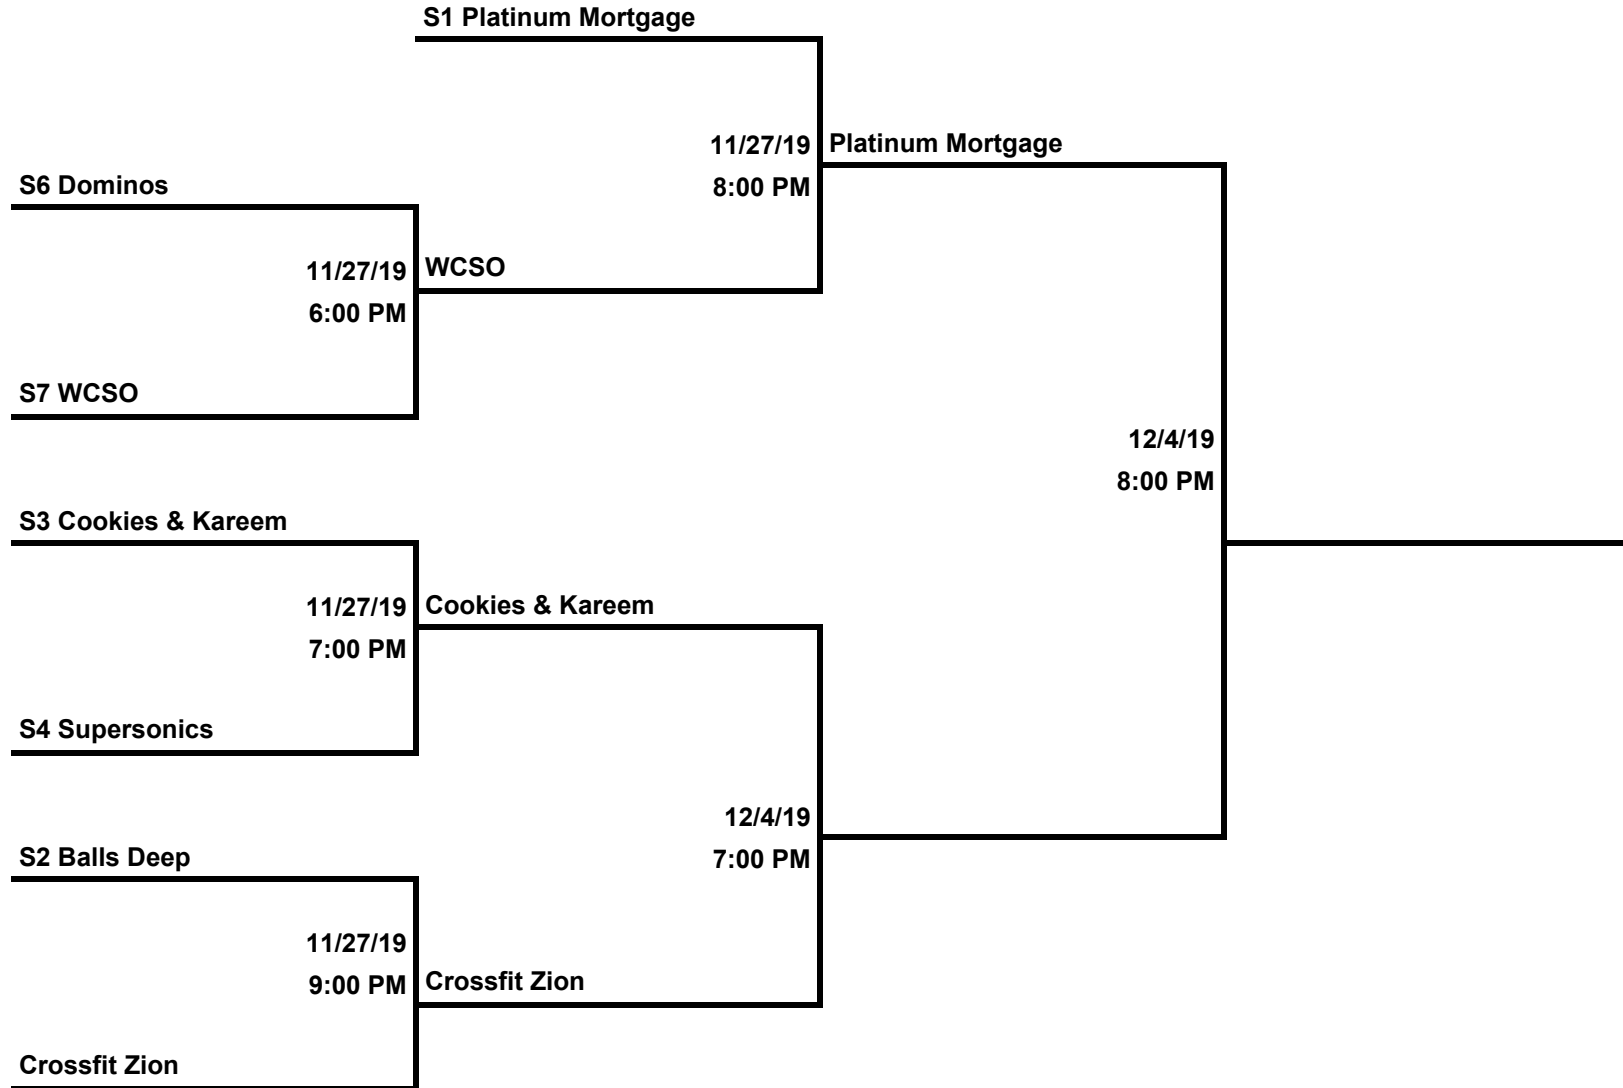 S1 Platinum Mortgage
11/27/19
Platinum Mortgage
8:00 PM
S6 Dominos
11/27/19
WCSO
6:00 PM
S7 WCSO
12/4/19
8:00 PM
S3 Cookies & Kareem
11/27/19
Cookies & Kareem
7:00 PM
S4 Supersonics
12/4/19
7:00 PM
S2 Balls Deep
11/27/19
9:00 PM
Crossfit Zion
Crossfit Zion